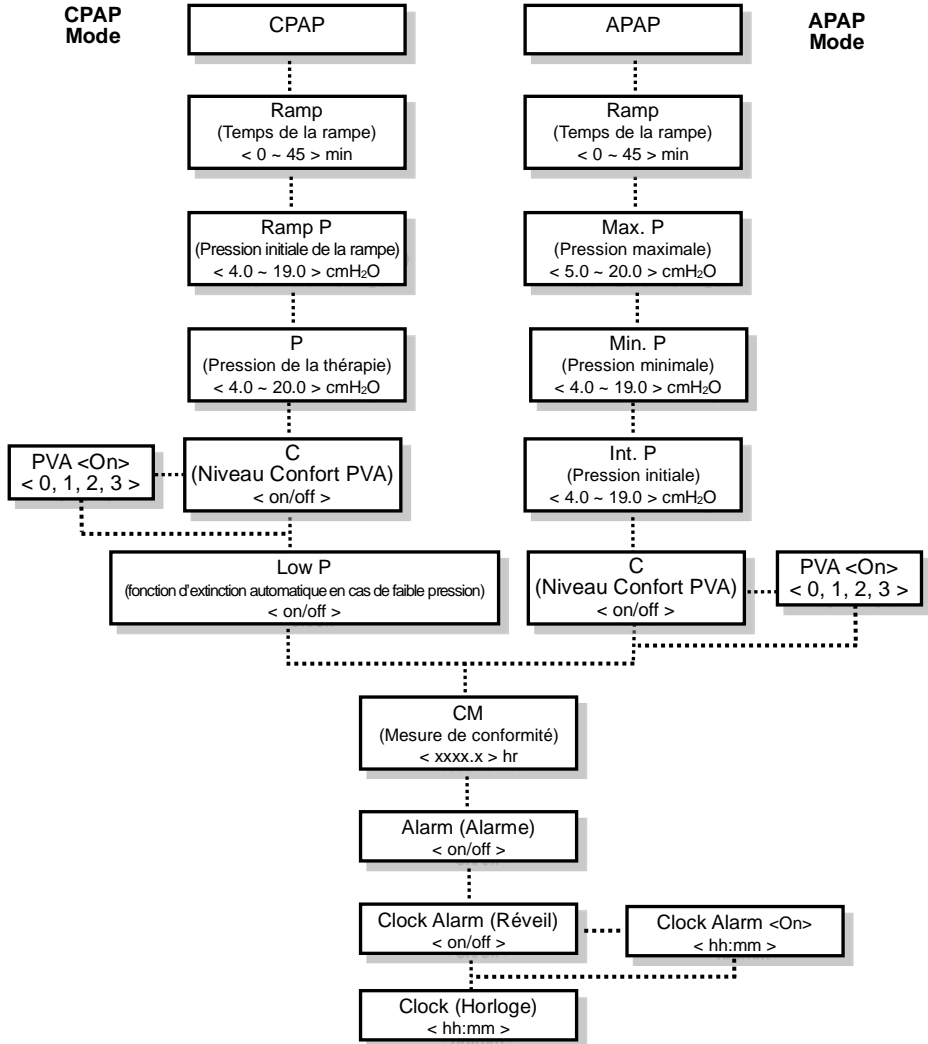 CPAP
Mode
CPAP
Ramp
(Temps de la rampe)
< 0 ~ 45 > min
Ramp P
(Pression initiale de la rampe)
< 4.0 ~ 19.0 > cmH₂O
P
(Pression de la thérapie)
< 4.0 ~ 20.0 > cmH₂O
C
(Niveau Confort PVA)
< on/off >
PVA <On>
< 0, 1, 2, 3 >
Low P
(fonction d'extinction automatique en cas de faible pression)
< on/off >
APAP
Mode
APAP
Ramp
(Temps de la rampe)
< 0 ~ 45 > min
Max. P
(Pression maximale)
< 5.0 ~ 20.0 > cmH₂O
Min. P
(Pression minimale)
< 4.0 ~ 19.0 > cmH₂O
Int. P
(Pression initiale)
< 4.0 ~ 19.0 > cmH₂O
C
(Niveau Confort PVA)
< on/off >
PVA <On>
< 0, 1, 2, 3 >
CM
(Mesure de conformité)
< xxxx.x > hr
Alarm (Alarme)
< on/off >
Clock Alarm (Réveil)
< on/off >
Clock Alarm <On>
< hh:mm >
Clock (Horloge)
< hh:mm >